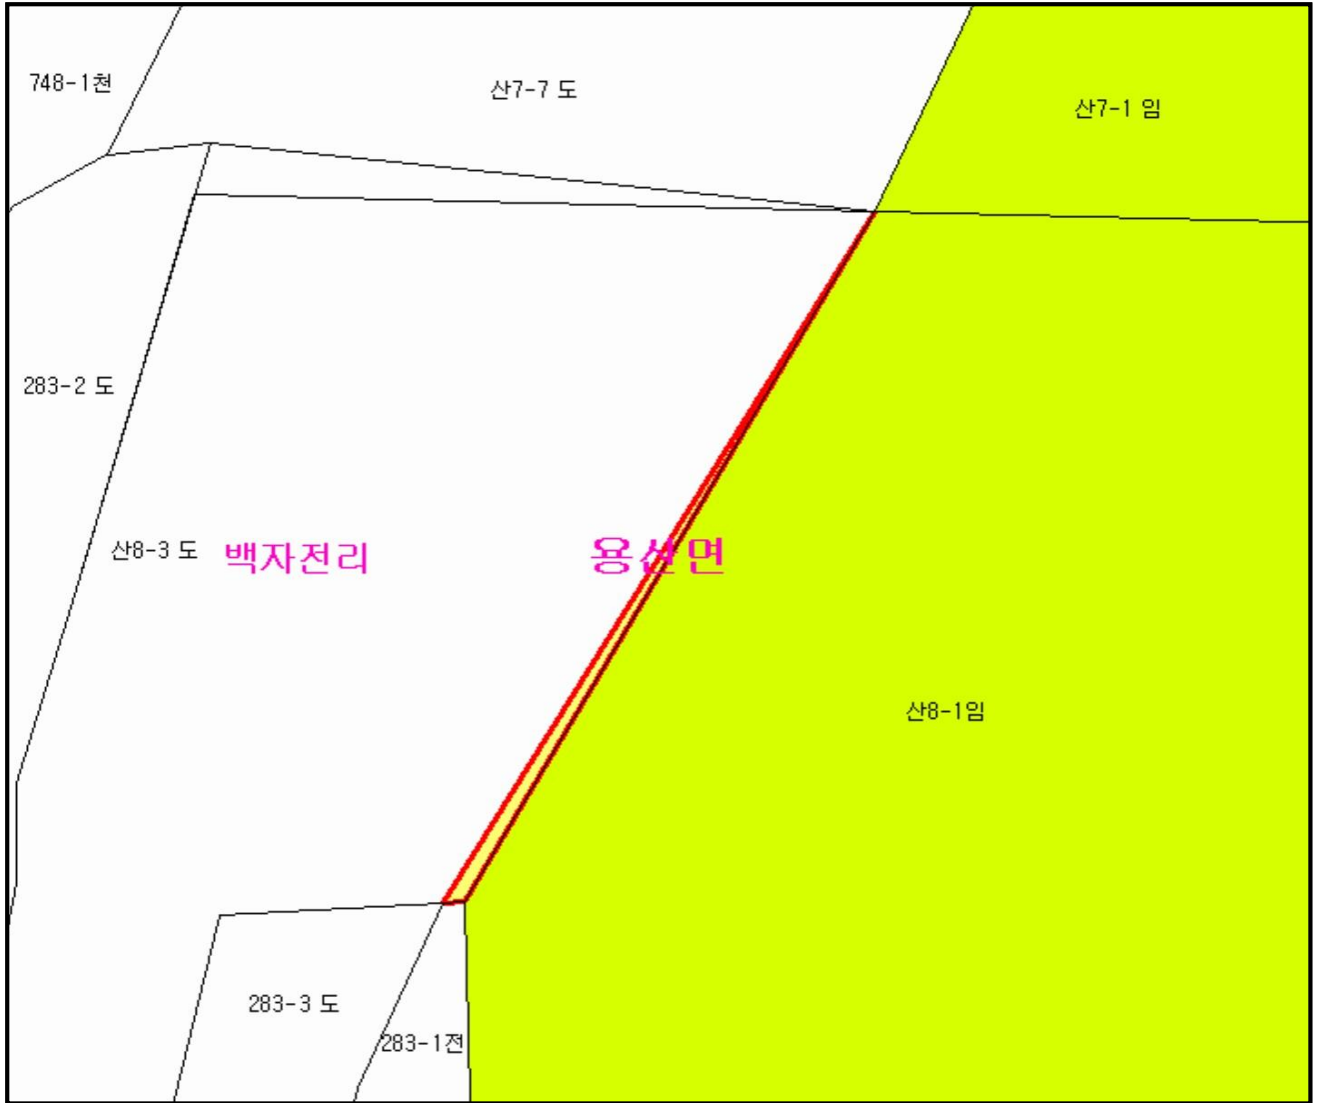 748-1천
산7-7 도
산7-1 임
283-2 도
산8-3 도
백자전리
용산면
산8-1임
283-3 도
283-1전